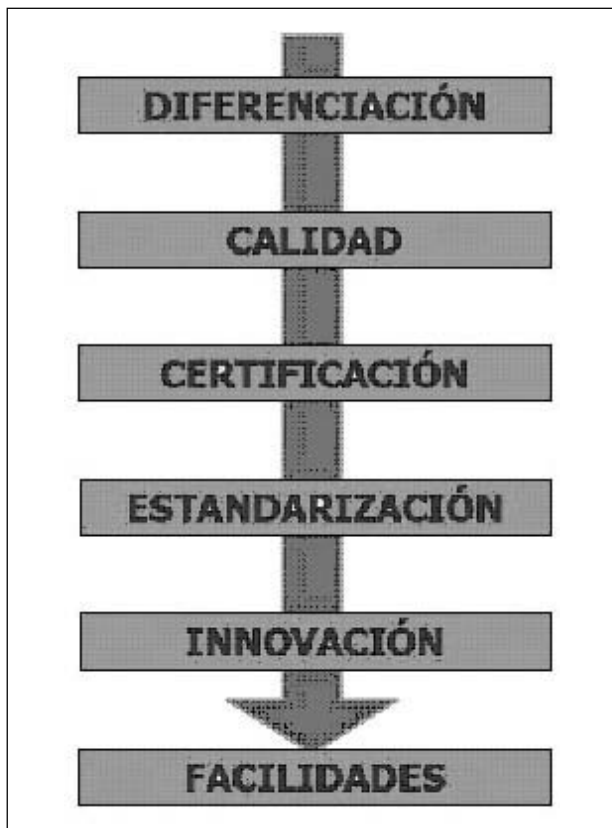 DIFERENCIACIÓN
CALIDAD
CERTIFICACIÓN
ESTANDARIZACIÓN
INNOVACIÓN
FACILIDADES